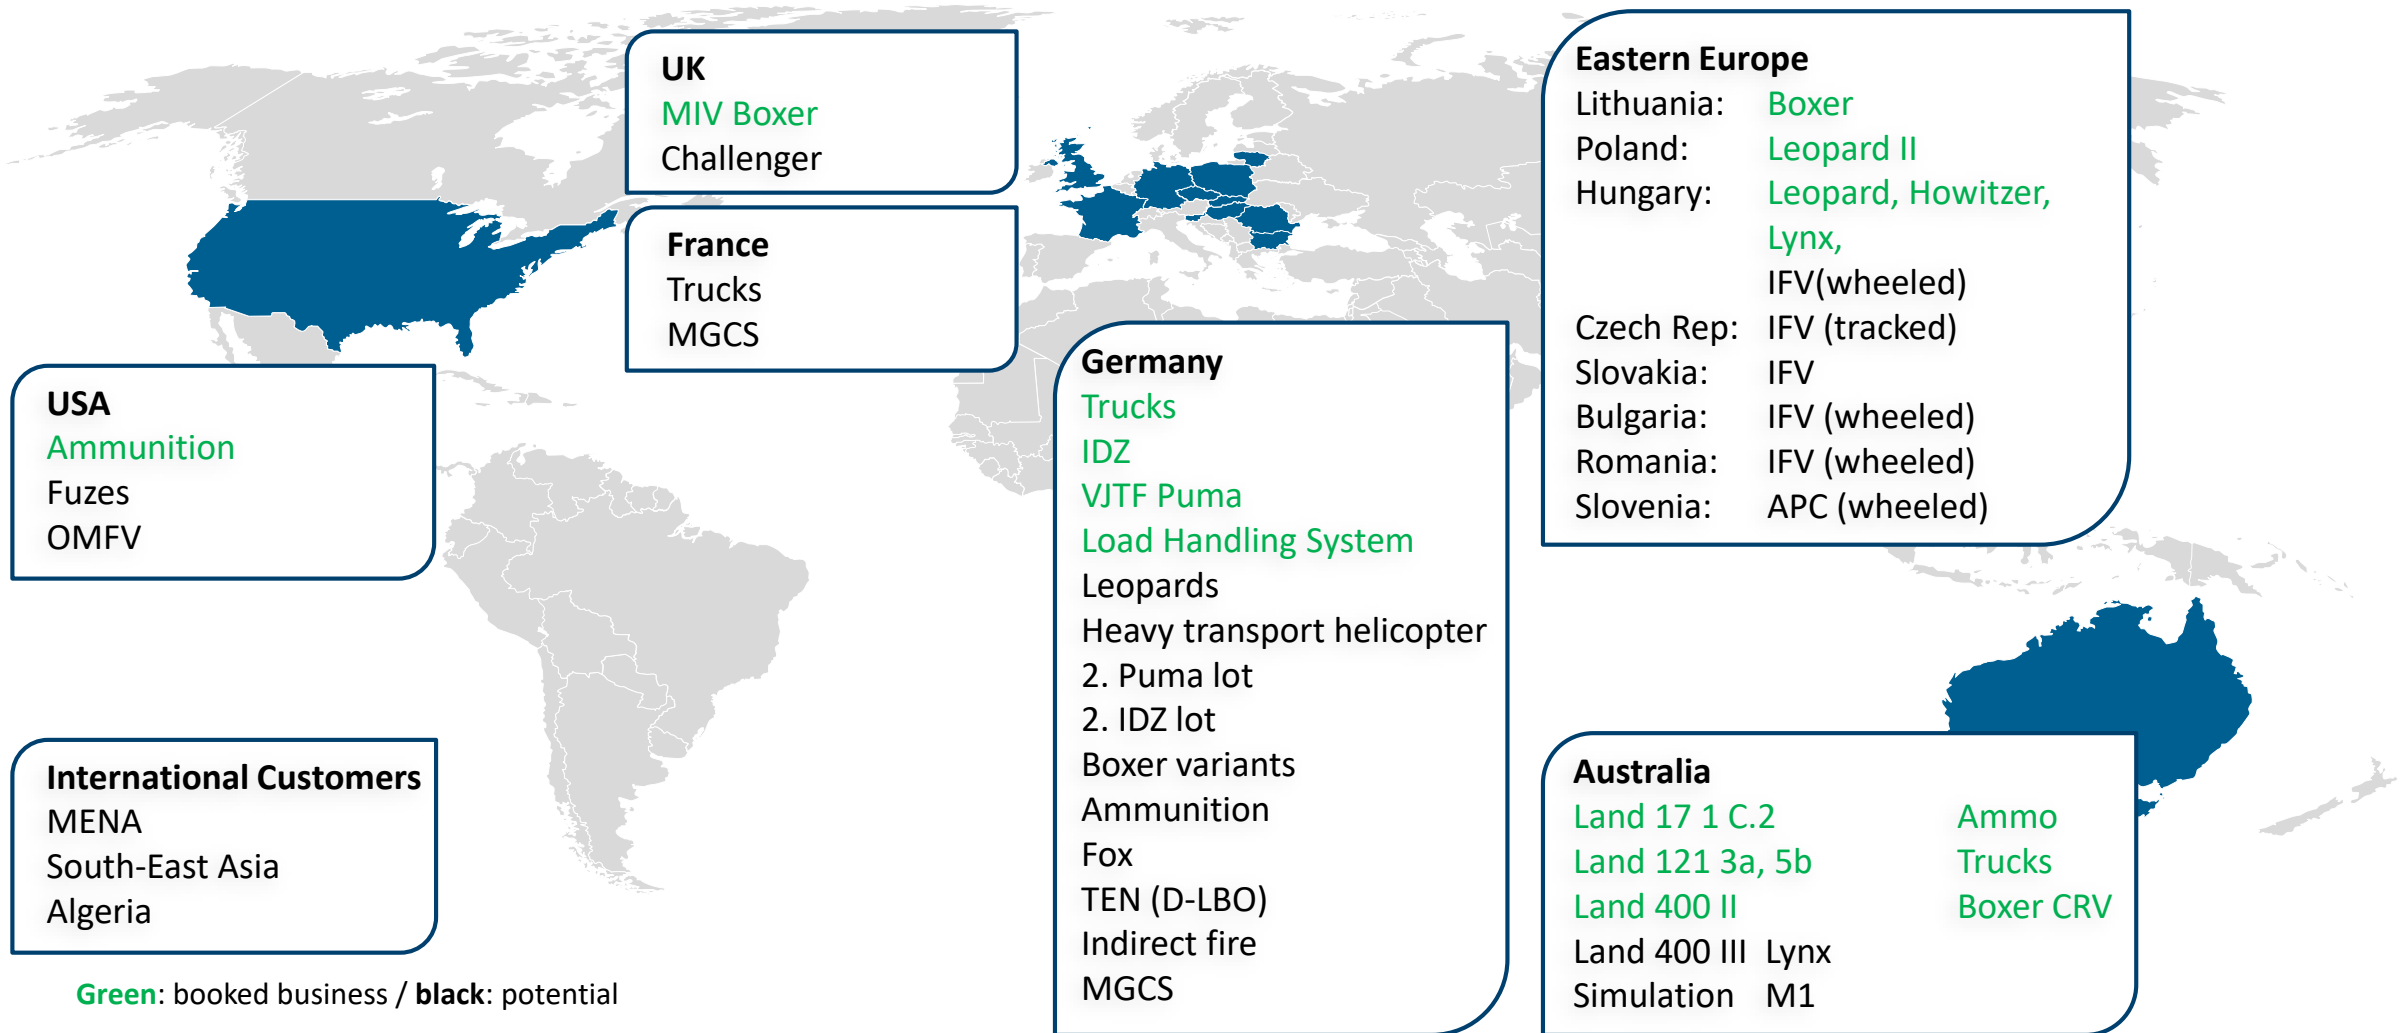 UK
MIV Boxer
Challenger
France
Trucks
MGCS
USA
Ammunition
Fuzes
OMFV
International Customers
MENA
South-East Asia
Algeria
Green: booked business / black: potential
Germany
Trucks
IDZ
VJTF Puma
Load Handling System
Leopards
Heavy transport helicopter
2. Puma lot
2. IDZ lot
Boxer variants
Ammunition
Fox
TEN (D-LBO)
Indirect fire
MGCS
Eastern Europe
Lithuania: Boxer
Poland: Leopard II
Hungary: Leopard, Howitzer,
Lynx,
IFV(wheeled)
Czech Rep: IFV (tracked)
Slovakia: IFV
Bulgaria: IFV (wheeled)
Romania: IFV (wheeled)
Slovenia: APC (wheeled)
Australia
Land 17 1 C.2 Ammo
Land 121 3a, 5b Trucks
Land 400 II Boxer CRV
Land 400 III Lynx
Simulation M1